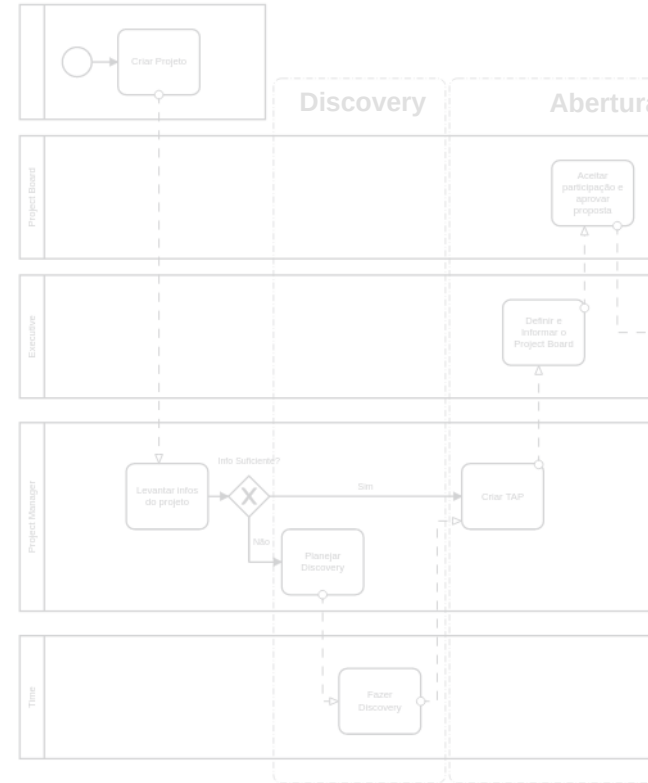 Criar Projeto
Discovery
Abertura
Project Board
Aceitar
participação e
aprovar
proposta
Executive
Definir e
Informar o
Project Board
Project Manager
Info Suficiente?
Levantar infos
do projeto
Sim
Criar TAP
Não
Planejar
Discovery
Time
Fazer
Discovery